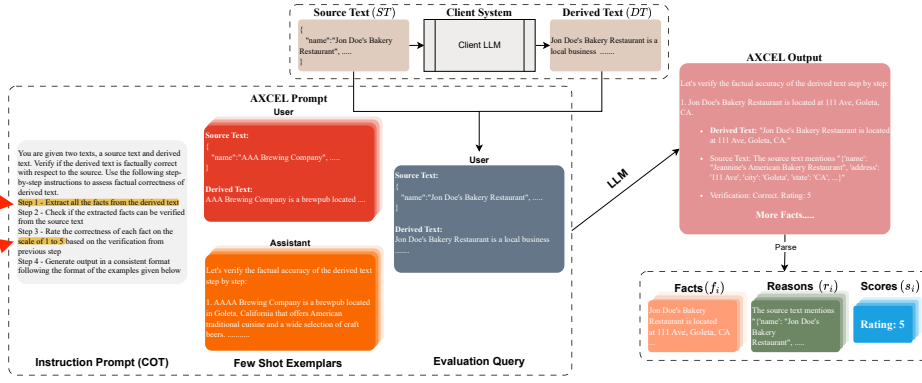 Source Text (ST)
Client System
Derived Text (DT)
{
"name":"Jon Doe's Bakery
Restaurant", .....
}
Client LLM
Jon Doe's Bakery Restaurant is a
local business .......
AXCEL Prompt
User
You are given two texts, a source text and derived
text. Verify if the derived text is factually correct
with respect to the source. Use the following step-
by-step instructions to assess factual correctness of
derived text.
Step 1 - Extract all the facts from the derived text
Step 2 - Check if the extracted facts can be verified
from the source text
Step 3 - Rate the correctness of each fact on the
scale of 1 to 5 based on the verification from
previous step
Step 4 - Generate output in a consistent format
following the format of the examples given below
Instruction Prompt (COT)
Source Text:
{
"name":"AAA Brewing Company", .....
}
Derived Text:
AAA Brewing Company is a brewpub located ....
Assistant
Let's verify the factual accuracy of the derived text
step by step:
1. AAAA Brewing Company is a brewpub located
in Goleta, California that offers American
traditional cuisine and a wide selection of craft
beers. ..........
Few Shot Exemplars
User
Source Text:
{
"name":"Jon Doe's Bakery Restaurant", .....
}
Derived Text:
Jon Doe's Bakery Restaurant is a local business
......
Evaluation Query
LLM
AXCEL Output
Let's verify the factual accuracy of the derived text step by step:
1. Jon Doe's Bakery Restaurant is located at 111 Ave, Goleta,
CA.
• Derived Text: "Jon Doe's Bakery Restaurant is located
at 111 Ave, Goleta, CA."
• Source Text: The source text mentions "{'name':
"Jeannine's American Bakery Restaurant", 'address':
'111 Ave', 'city': 'Goleta', 'state': 'CA', ...}"
• Verification: Correct. Rating: 5
More Facts.....
Parse
Facts (fi)
Reasons (ri)
Scores (si)
Jon Doe's Bakery
Restaurant is located
at 111 Ave, Goleta, CA
...
The source text mentions
"{'name': "Jon Doe's
Bakery
Restaurant", .....
Rating: 5